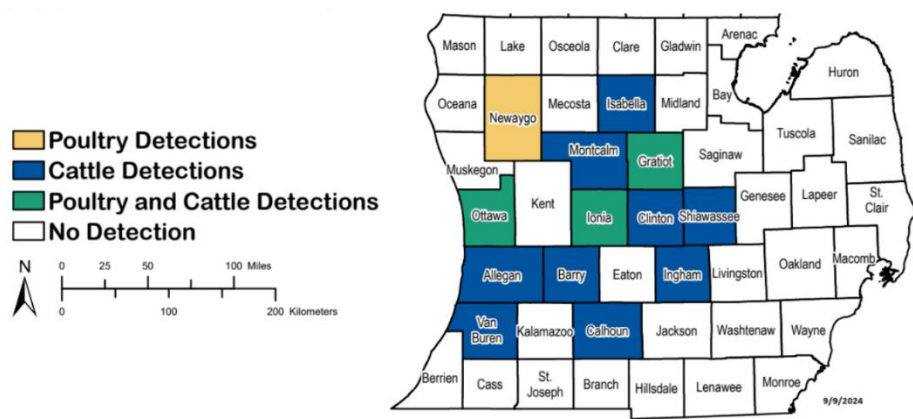 Poultry Detections
Cattle Detections
Poultry and Cattle Detections
No Detection
N
0 25 50 100 Miles
0 100 200 Kilometers
Mason
Lake
Osceola
Clare
Gladwin
Arenac
Huron
Oceana
Newaygo
Mecosta
Isabella
Midland
Bay
Tuscola
Sanilac
Muskegon
Montcalm
Gratiot
Saginaw
Genesee
Lapeer
St.
Clair
Ottawa
Kent
Ionia
Clinton
Shiawassee
Allegan
Barry
Eaton
Ingham
Livingston
Oakland
Macomb
Van
Buren
Kalamazoo
Calhoun
Jackson
Washtenaw
Wayne
Berrien
Cass
St.
Joseph
Branch
Hillsdale
Lenawee
Monroe
9/9/2024